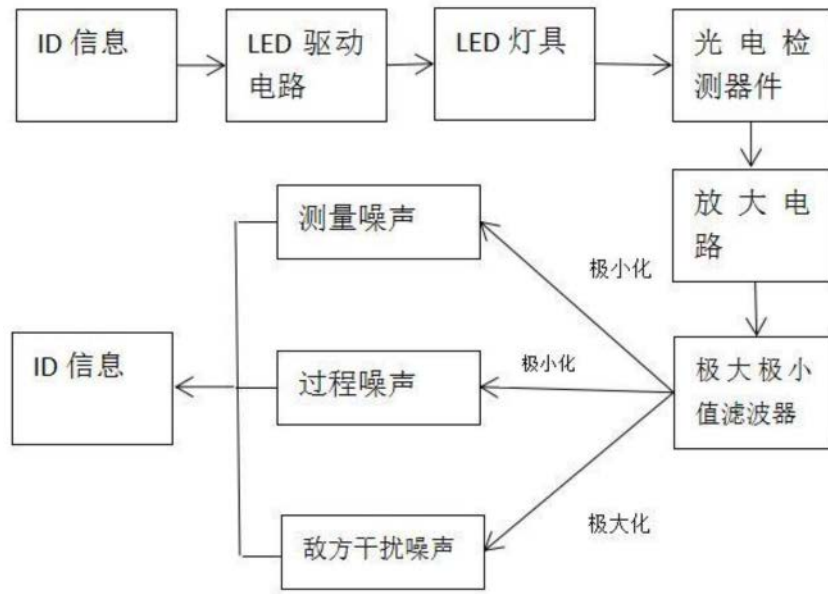 ID 信息
LED 驱动
电路
LED 灯具
光电检
测器件
放大电
路
测量噪声
极小化
ID 信息
过程噪声
极小化
极大极小
值滤波器
敌方干扰噪声
极大化